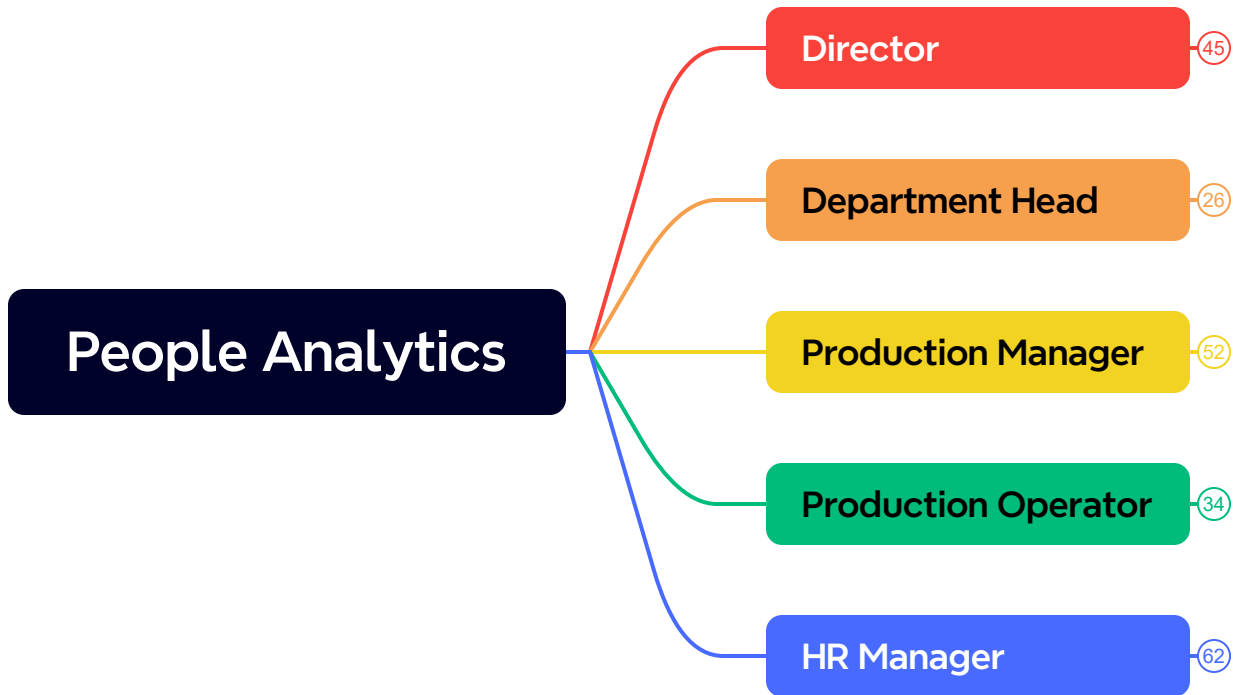 Director
45
Department Head
26
People Analytics
Production Manager
52
Production Operator
34
HR Manager
62